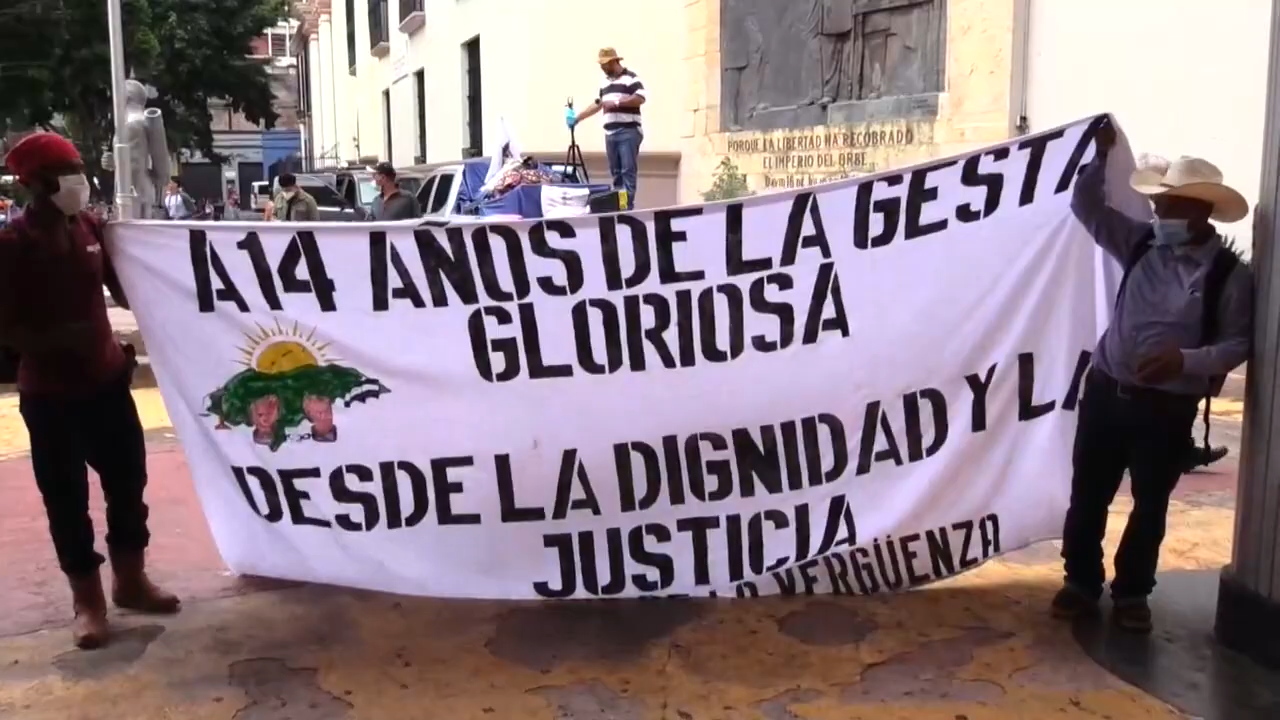 PORQUE LA LIBERTAD HA RECOBRADO
EL IMPERIO DEL ORBE
A 14 AÑOS DE LA GESTA
GLORIOSA
DESDE LA DIGNIDAD Y LA
JUSTICIA
LA VERGÜENZA